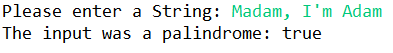 Please enter a String: Madam, I'm Adam
The input was a palindrome: true